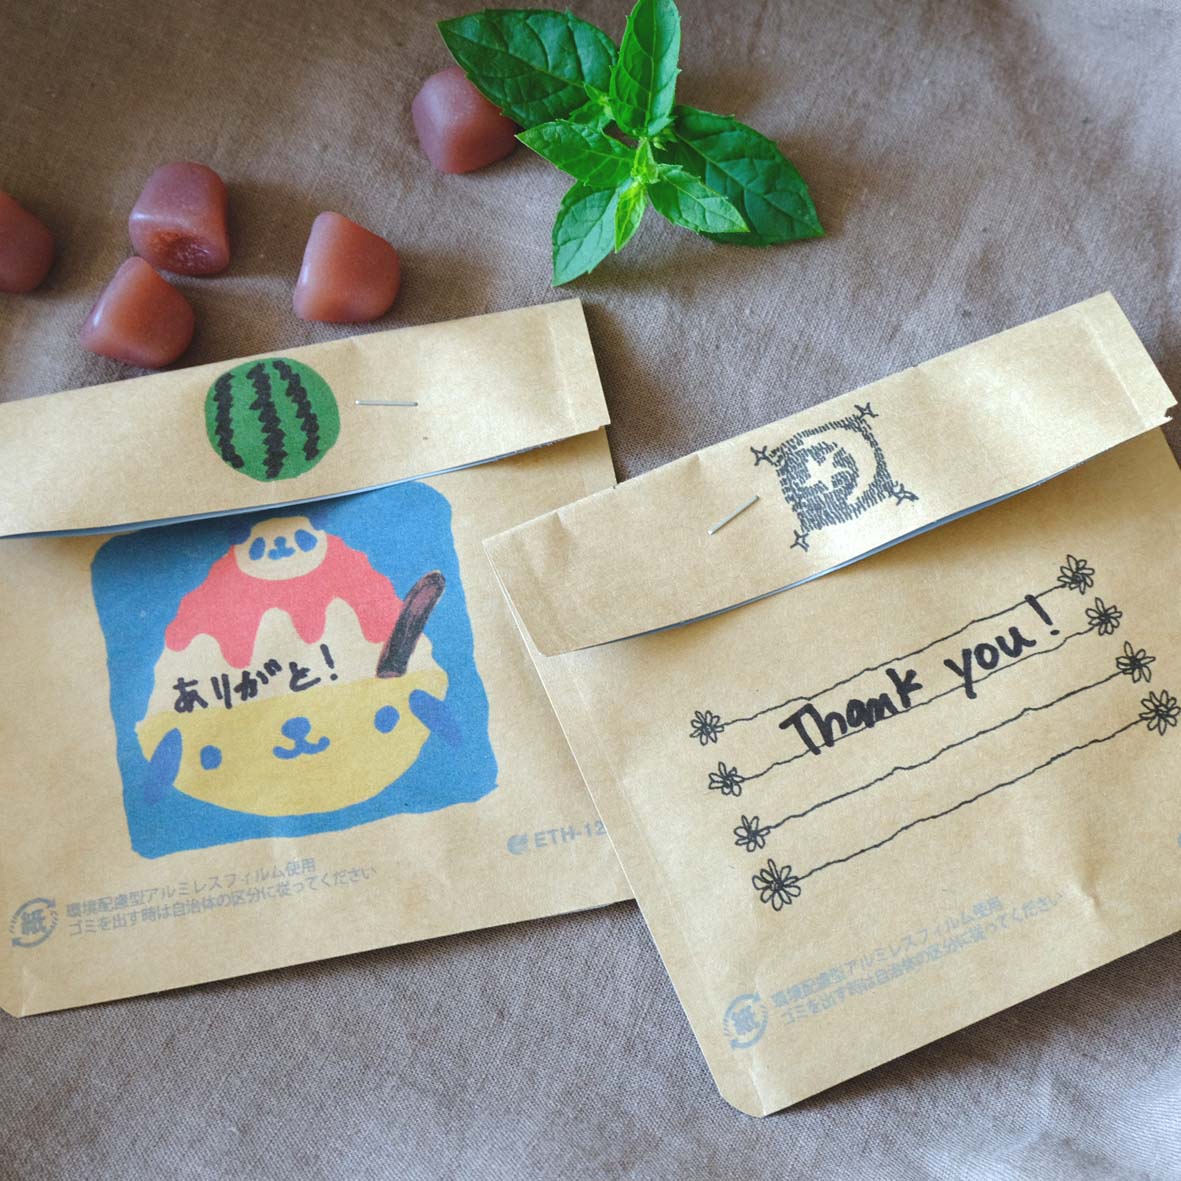 ありがと!
ETH-12
環境配慮型アルミレスフィルム使用
ゴミを出す時は自治体の区分に従ってください
紙
Thank you!
環境配慮型アルミレスフィルム使用
ゴミを出す時は自治体の区分に従ってください
紙